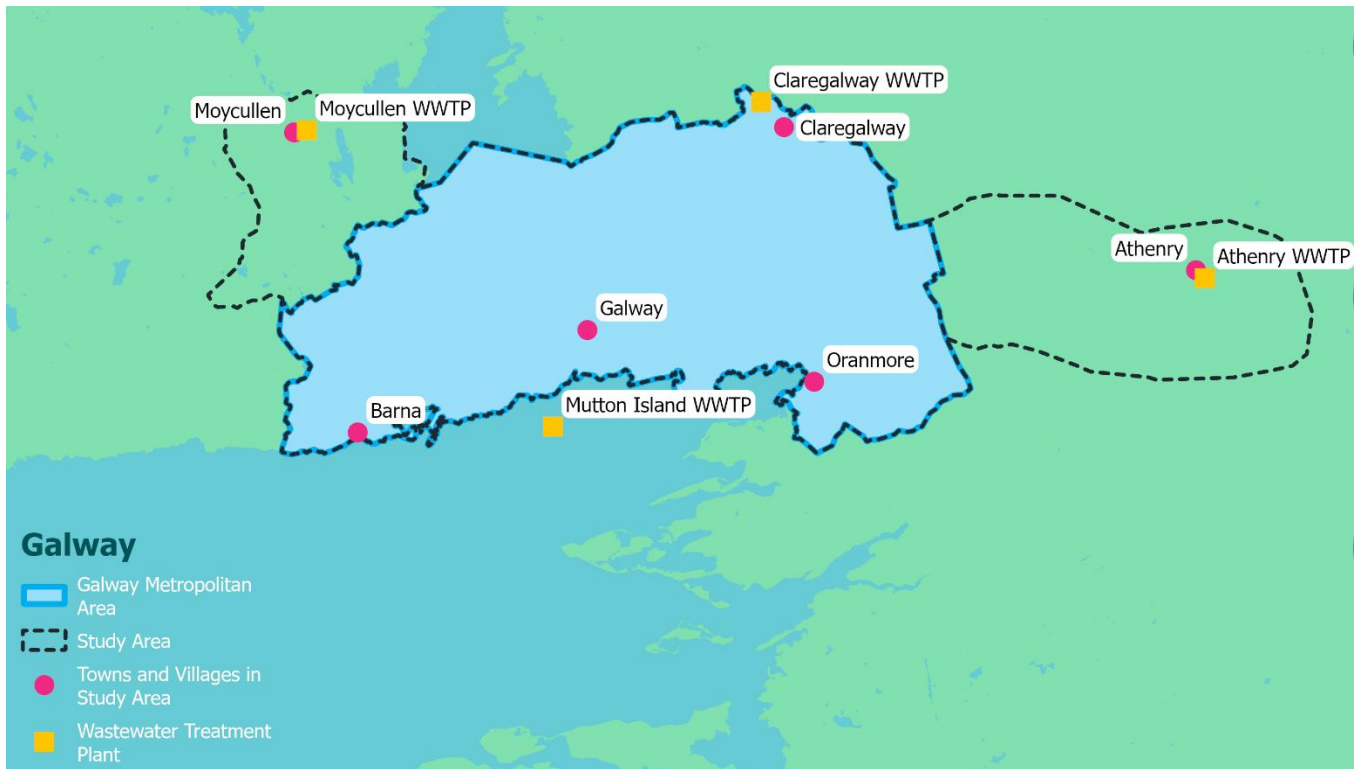 Claregalway WWTP
Moycullen
Moycullen WWTP
Claregalway
Athenry
Athenry WWTP
Galway
Oranmore
Barna
Mutton Island WWTP
Galway
Galway Metropolitan
Area
Study Area
Towns and Villages in
Study Area
Wastewater Treatment
Plant